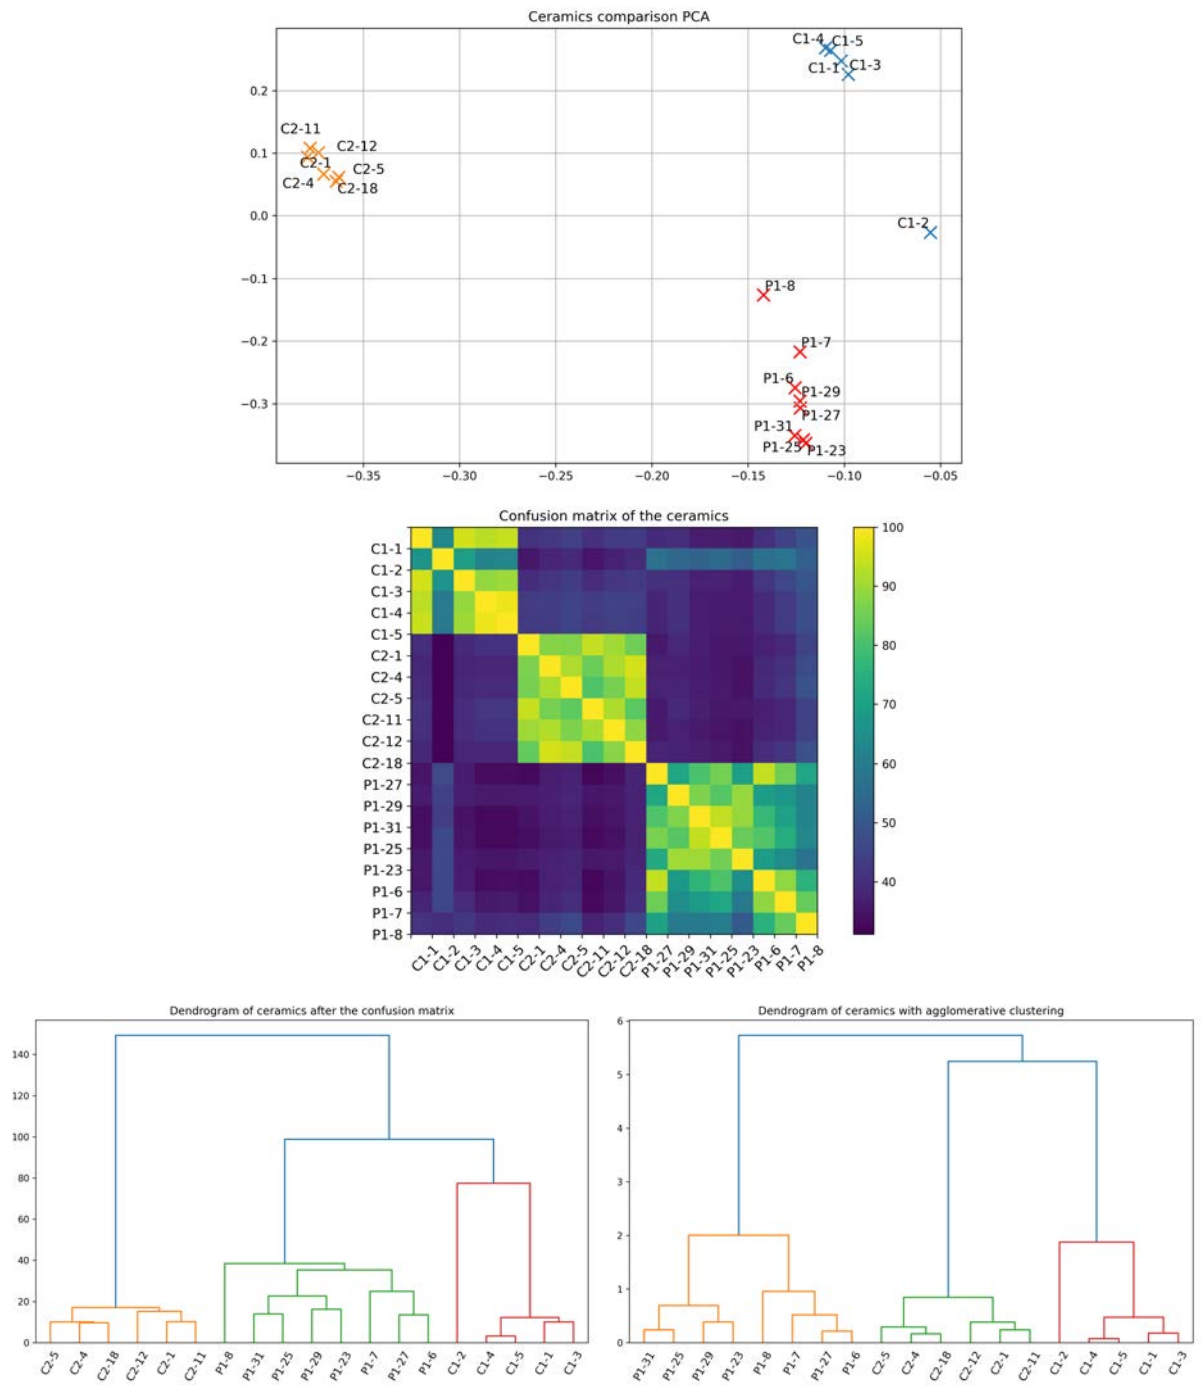 Ceramics comparison PCA
C1-4 C1-5
C1-1 C1-3
0.2
C2-11
C2-12
0.1
C2-1
C2-5
C2-4
C2-18
0.0
C1-2
−0.1
P1-8
−0.2
P1-7
P1-6
P1-29
−0.3
P1-27
P1-31
P1-25 P1-23
−0.35 −0.30 −0.25 −0.20 −0.15 −0.10 −0.05
Confusion matrix of the ceramics
100
C1-1
C1-2
90
C1-3
C1-4
C1-5
80
C2-1
C2-4
C2-5
70
C2-11
C2-12
C2-18
60
P1-27
P1-29
P1-31
50
P1-25
P1-23
40
P1-6
P1-7
P1-8
C1-1 C1-2 C1-3 C1-4 C1-5 C2-1 C2-4 C2-5 C2-11 C2-12 C2-18 P1-27 P1-29 P1-31 P1-25 P1-23 P1-6 P1-7 P1-8
Dendrogram of ceramics after the confusion matrix
140
120
100
80
60
40
20
0
C2-5 C2-4 C2-18 C2-12 C2-1 C2-11 P1-8 P1-31 P1-25 P1-29 P1-23 P1-7 P1-27 P1-6 C1-2 C1-4 C1-5 C1-1 C1-3
Dendrogram of ceramics with agglomerative clustering
6
5
4
3
2
1
0
P1-31 P1-25 P1-29 P1-23 P1-8 P1-7 P1-27 P1-6 C2-5 C2-4 C2-18 C2-12 C2-1 C2-11 C1-2 C1-4 C1-5 C1-1 C1-3